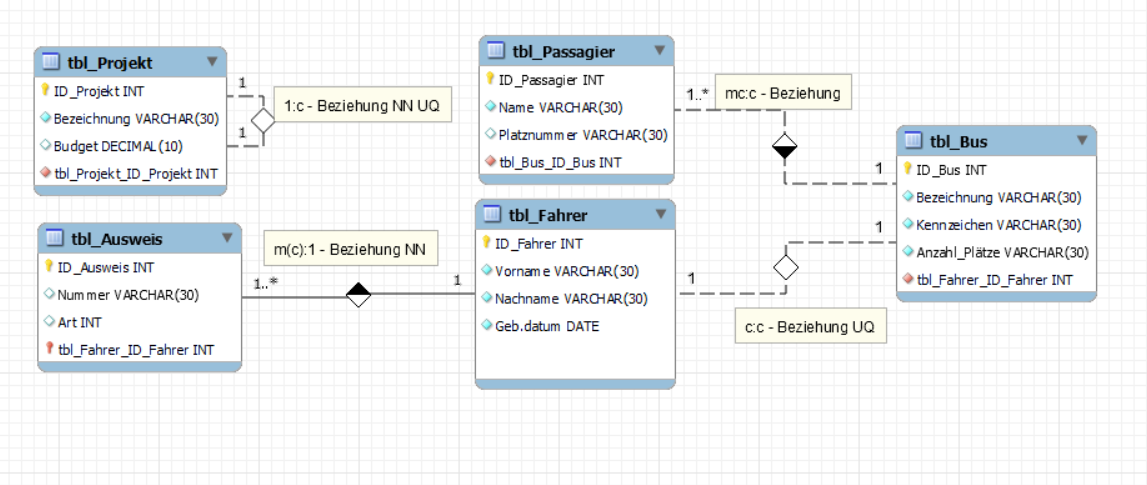 tbl_Projekt
ID_Projekt INT
Bezeichnung VARCHAR(30)
Budget DECIMAL(10)
tbl_Projekt_ID_Projekt INT
1
1
1:c - Beziehung NN UQ
tbl_Passagier
ID_Passagier INT
Name VARCHAR(30)
Platznummer VARCHAR(30)
tbl_Bus_ID_Bus INT
1..*
mc:c - Beziehung
1
tbl_Bus
ID_Bus INT
Bezeichnung VARCHAR(30)
Kennzeichen VARCHAR(30)
Anzahl_Plätze VARCHAR(30)
tbl_Fahrer_ID_Fahrer INT
tbl_Ausweis
ID_Ausweis INT
Nummer VARCHAR(30)
Art INT
tbl_Fahrer_ID_Fahrer INT
m(c):1 - Beziehung NN
1..*
1
tbl_Fahrer
ID_Fahrer INT
Vorname VARCHAR(30)
Nachname VARCHAR(30)
Geb.datum DATE
1
1
c:c - Beziehung UQ